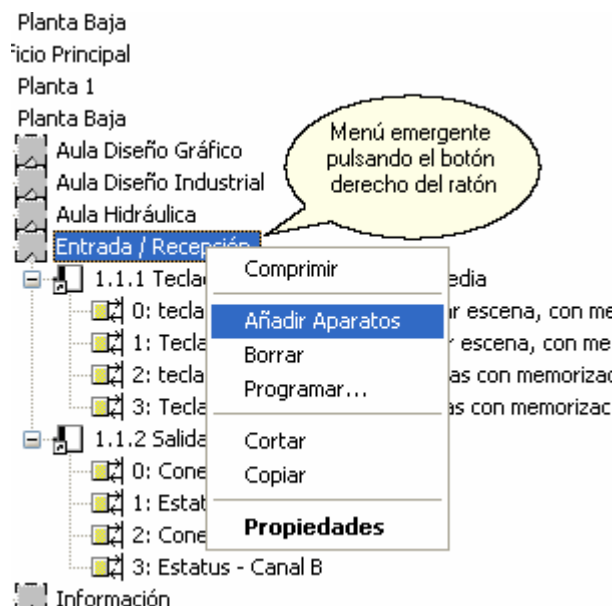 Planta Baja
icio Principal
Planta 1
Planta Baja
Aula Diseño Gráfico
Aula Diseño Industrial
Aula Hidráulica
Entrada / Recepción
Menú emergente
pulsando el botón
derecho del ratón
1.1.1 Tecla edia
0: tecla r escena, con me
1: Tecla r escena, con me
2: tecla as con memorizac
3: Tecla as con memorizac
1.1.2 Salida
0: Cone
1: Estat
2: Cone
3: Estatus - Canal B
Información
Comprimir
Añadir Aparatos
Borrar
Programar...
Cortar
Copiar
Propiedades